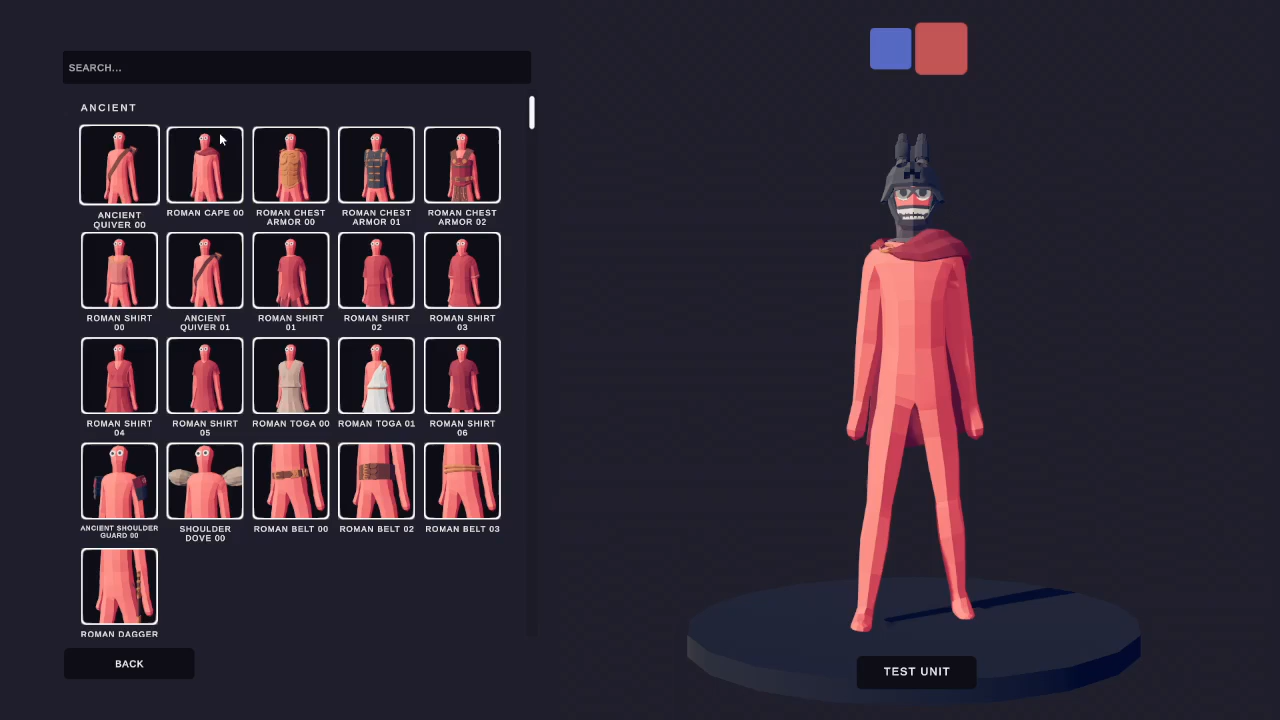 SEARCH...
ANCIENT
ANCIENT
QUIVER 00
ROMAN CAPE 00
ROMAN CHEST
ARMOR 00
ROMAN CHEST
ARMOR 01
ROMAN CHEST
ARMOR 02
ROMAN SHIRT
00
ANCIENT
QUIVER 01
ROMAN SHIRT
01
ROMAN SHIRT
02
ROMAN SHIRT
03
ROMAN SHIRT
04
ROMAN SHIRT
05
ROMAN TOGA 00
ROMAN TOGA 01
ROMAN SHIRT
06
ANCIENT SHOULDER
GUARD 00
SHOULDER
DOVE 00
ROMAN BELT 00
ROMAN BELT 02
ROMAN BELT 03
ROMAN DAGGER
BACK
TEST UNIT